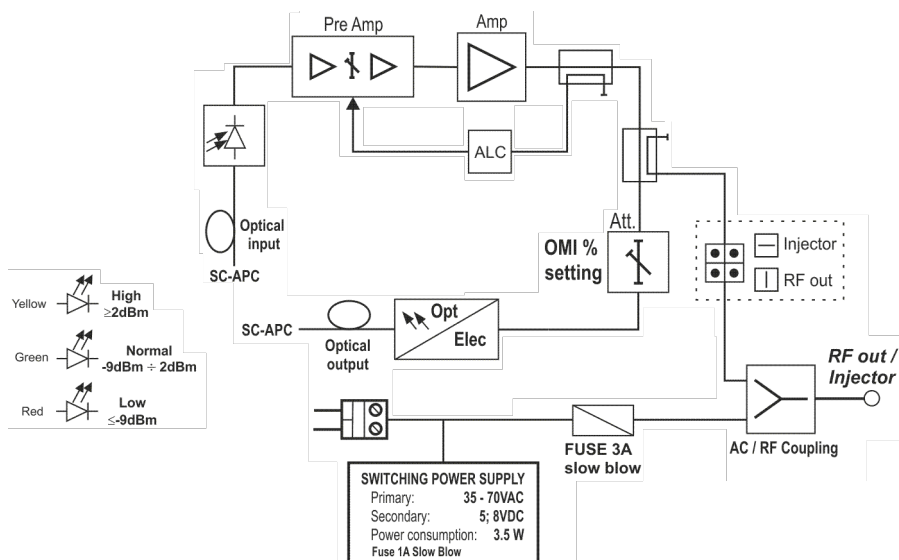 Pre Amp
Amp
ALC
Optical
input
SC-APC
Att.
OMI %
setting
Injector
RF out
Yellow
High
≥2dBm
Green
Normal
-9dBm ÷ 2dBm
Red
Low
≤-9dBm
SC-APC
Optical
output
Opt
Elec
RF out /
Injector
FUSE 3A
slow blow
AC / RF Coupling
SWITCHING POWER SUPPLY
Primary: 35 - 70VAC
Secondary: 5; 8VDC
Power consumption: 3.5 W
Fuse 1A Slow Blow